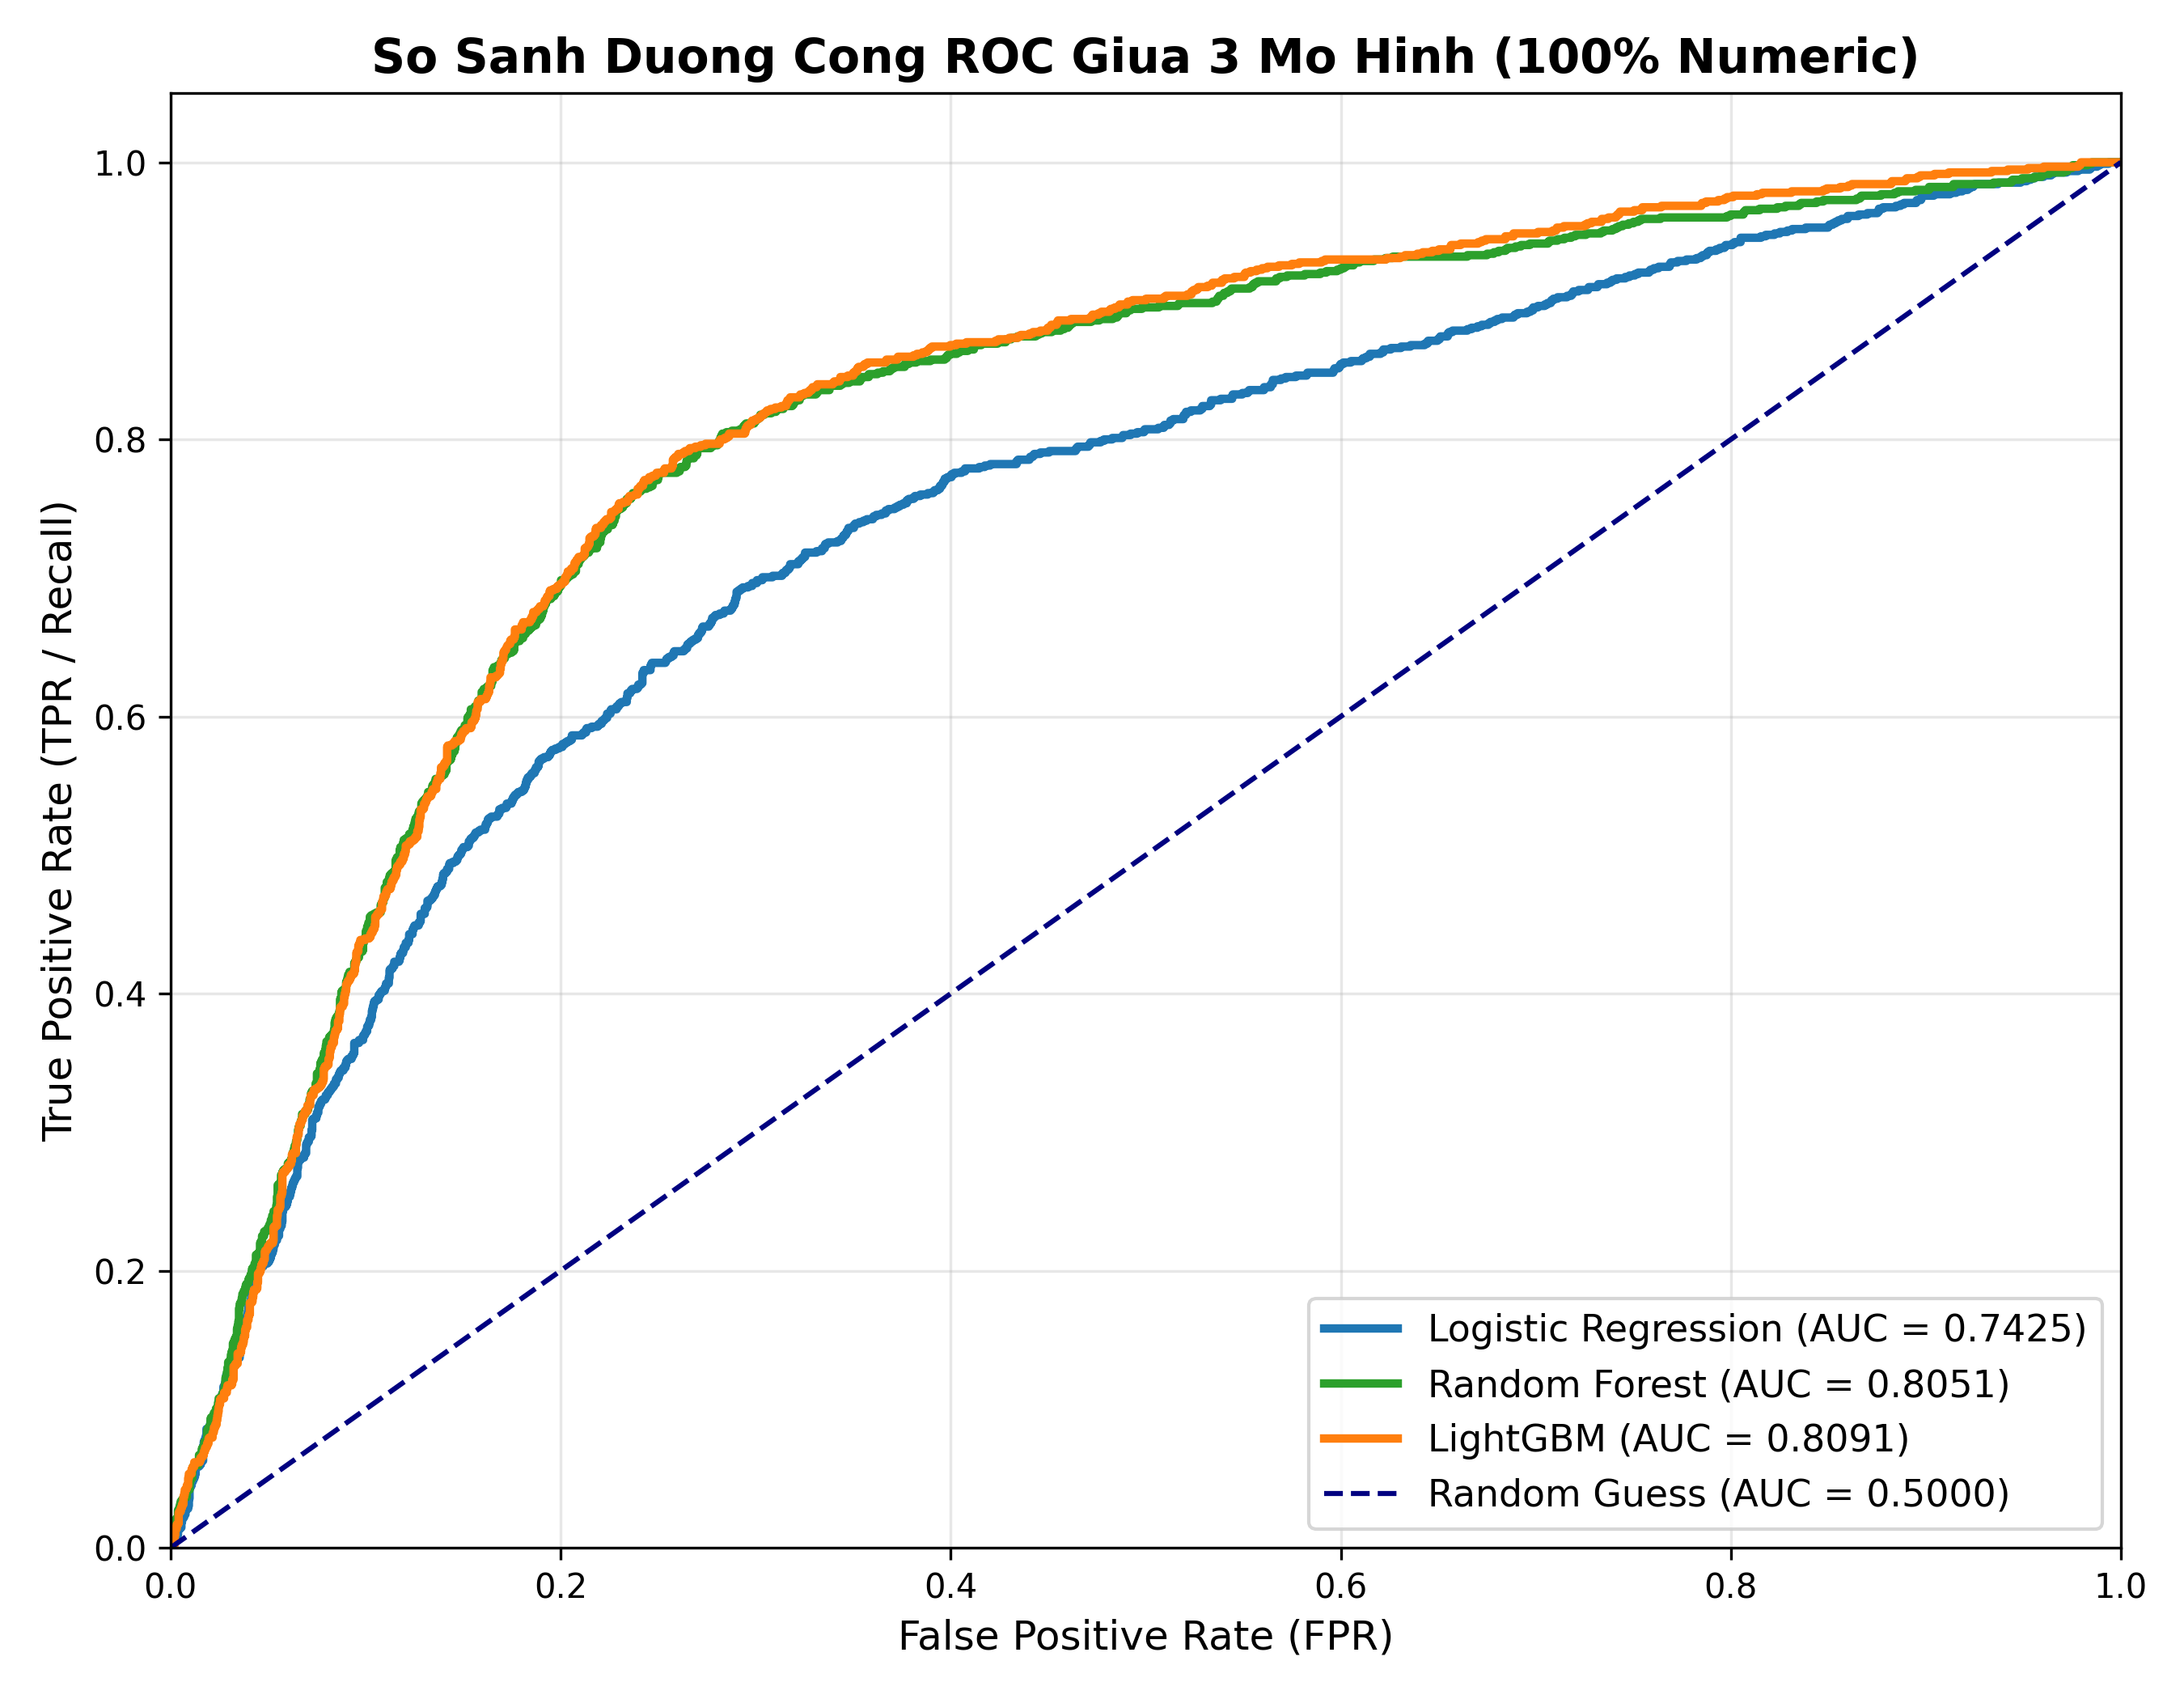 So Sanh Duong Cong ROC Giua 3 Mo Hinh (100% Numeric)
True Positive Rate (TPR / Recall)
1.0
0.8
0.6
0.4
0.2
0.0
Logistic Regression (AUC = 0.7425)
Random Forest (AUC = 0.8051)
LightGBM (AUC = 0.8091)
Random Guess (AUC = 0.5000)
0.0 0.2 0.4 0.6 0.8 1.0
False Positive Rate (FPR)